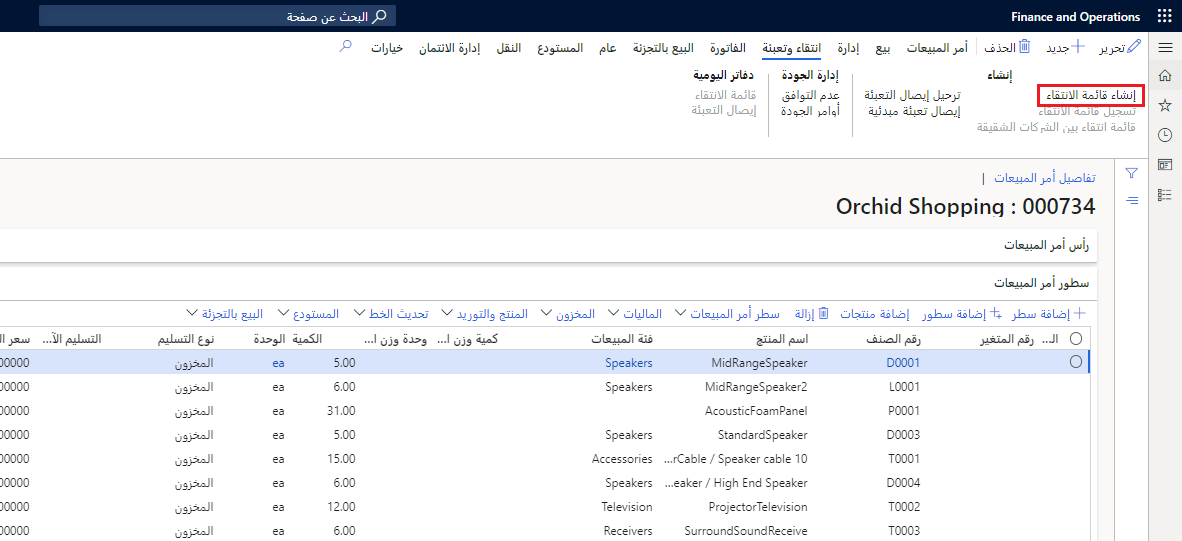 Finance and Operations البحث عن صفحة
تحرير جديد الحذف أمر المبيعات بيع إدارة انتقاء وتعبئة الفاتورة البيع بالتجزئة عام المستودع النقل إدارة الائتمان خيارات
إنشاء إدارة الجودة دفاتر اليومية
إنشاء قائمة الانتقاء ترحيل إيصال التعبئة عدم التوافق قائمة الانتقاء
تسجيل قائمة الانتقاء إيصال تعبئة مبدئية أوامر الجودة إيصال التعبئة
قائمة انتقاء بين الشركات الشقيقة
تفاصيل أمر المبيعات |
Orchid Shopping : 000734
رأس أمر المبيعات
سطور أمر المبيعات
إضافة سطر إضافة سطور إضافة منتجات إزالة سطر أمر المبيعات الماليات المخزون المنتج والتوريد تحديث الخط المستودع البيع بالتجزئة
الـ... رقم المتغير رقم الصنف اسم المنتج فئة المبيعات كمية وزن ا... وحدة وزن ا... الكمية الوحدة نوع التسليم التسليم الآ... سعر ال
D0001 MidRangeSpeaker Speakers 5.00 ea المخزون 00000
L0001 MidRangeSpeaker2 Speakers 6.00 ea المخزون 00000
P0001 AcousticFoamPanel 31.00 ea المخزون 00000
D0003 StandardSpeaker Speakers 5.00 ea المخزون 00000
T0001 ...rCable / Speaker cable 10 Accessories 15.00 ea المخزون 00000
D0004 ...eaker / High End Speaker Speakers 6.00 ea المخزون 00000
T0002 ProjectorTelevision Television 12.00 ea المخزون 00000
T0003 SurroundSoundReceive Receivers 6.00 ea المخزون 00000